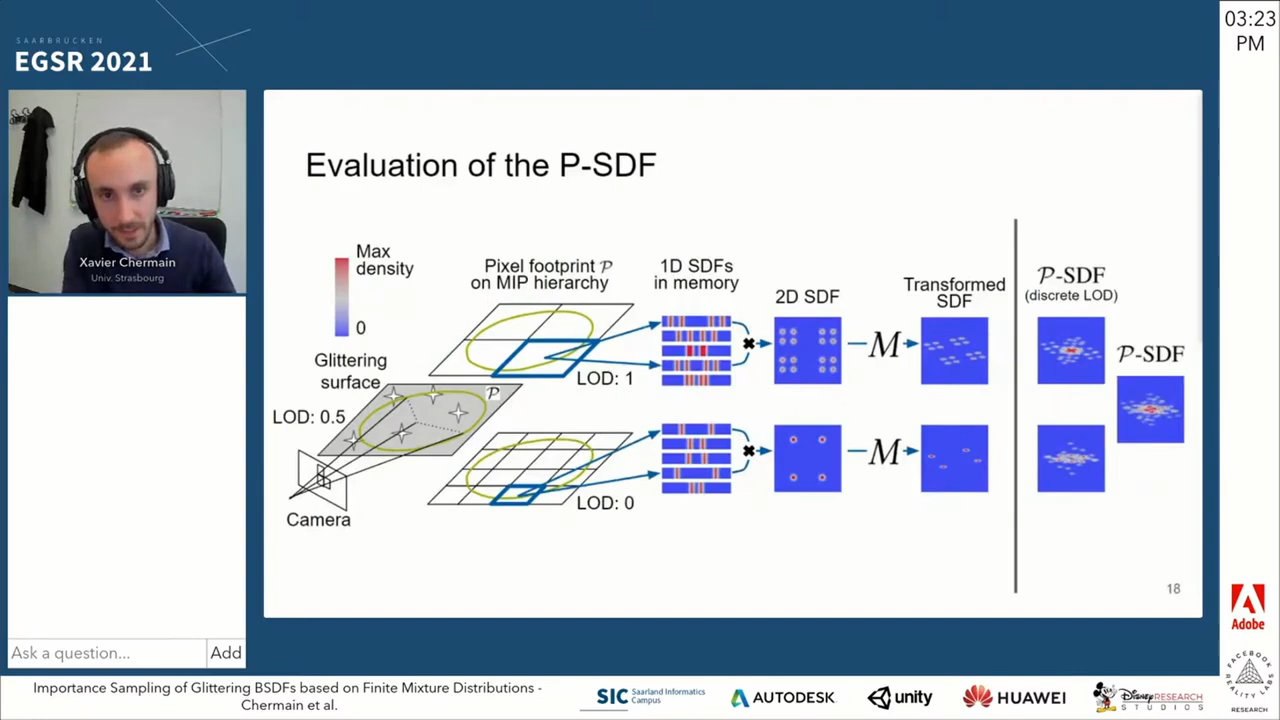 SAARBRÜCKEN
EGSR 2021
03:23
PM
Xavier Chermain
Univ. Strasbourg
Evaluation of the P-SDF
Max
density
0
Pixel footprint 𝒫
on MIP hierarchy
1D SDFs
in memory
2D SDF
Transformed
SDF
𝒫-SDF
(discrete LOD)
𝒫-SDF
Glittering
surface
LOD: 0.5
𝒫
LOD: 1
M
LOD: 0
M
Camera
18
Ask a question...
Add
Adobe
Importance Sampling of Glittering BSDFs based on Finite Mixture Distributions -
Chermain et al.
SIC Saarland Informatics
Campus
AUTODESK
unity
HUAWEI
Disney RESEARCH
STUDIOS
FACEBOOK
REALITY LABS
RESEARCH